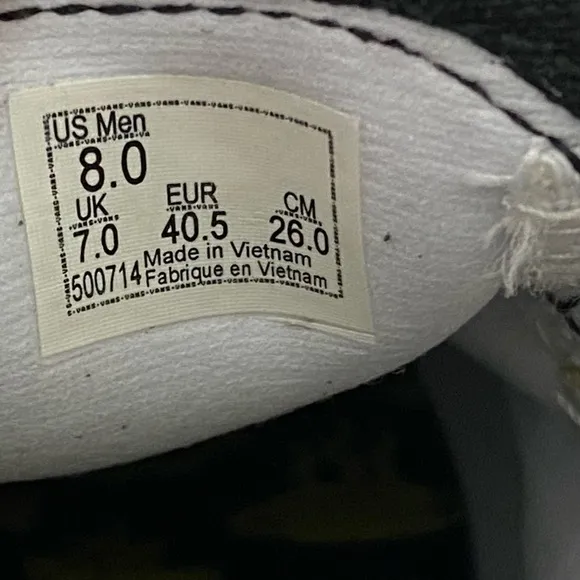 US Men
8.0
UK EUR CM
7.0 40.5 26.0
Made in Vietnam
500714 Fabrique en Vietnam